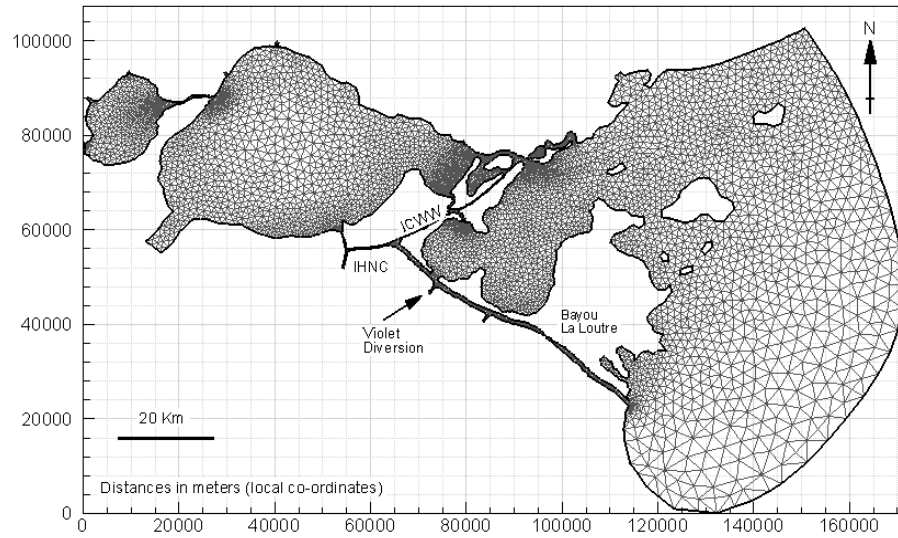 100000
80000
60000
40000
20000
0
N
ICWW
IHNC
Violet
Diversion
Bayou
La Loutre
20 Km
Distances in meters (local co-ordinates)
0 20000 40000 60000 80000 100000 120000 140000 160000